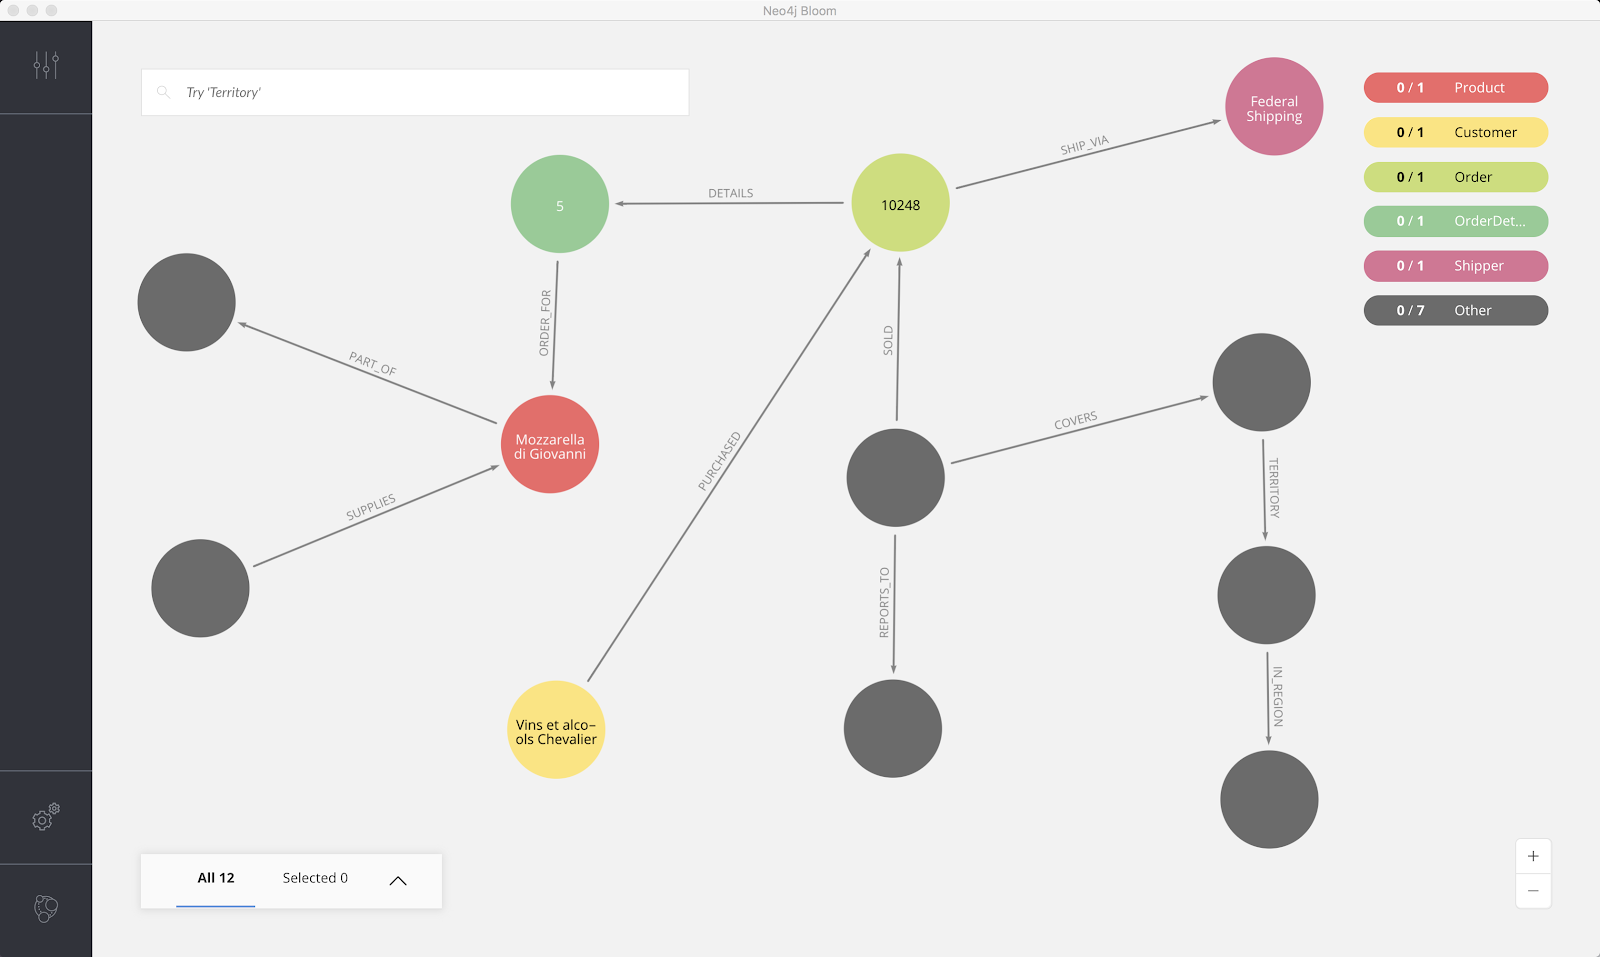 Neo4j Bloom
Try 'Territory'
Federal
Shipping
0 / 1 Product
0 / 1 Customer
0 / 1 Order
0 / 1 OrderDet...
0 / 1 Shipper
0 / 7 Other
SHIP_VIA
DETAILS
5
10248
ORDER_FOR
PART_OF
SOLD
Mozzarella
di Giovanni
PURCHASED
COVERS
TERRITORY
SUPPLIES
REPORTS_TO
IN_REGION
Vins et alco–
ols Chevalier
All 12
Selected 0
+
−